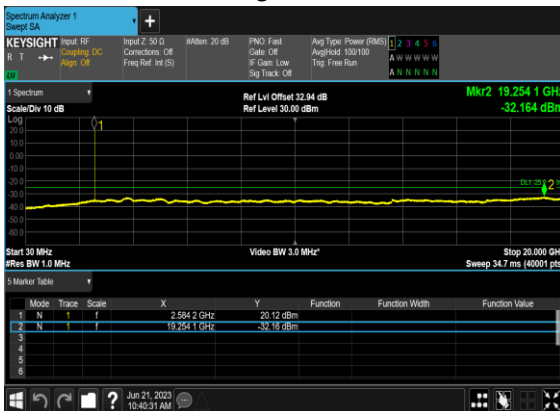 Spectrum Analyzer 1
Swept SA
+
KEYSIGHT Input: RF Input Z: 50 Ω #Atten: 20 dB PNO: Fast Avg Type: Power (RMS) 1 2 3 4 5 6
R T Coupling: DC Corrections: Off Gate: Off Avg|Hold: 100/100 A W W W W W
Align: Off Freq Ref: Int (S) IF Gain: Low Trig: Free Run
LV Sig Track: Off A N N N N N
1 Spectrum Ref Lvl Offset 32.94 dB Mkr2 19.254 1 GHz
Scale/Div 10 dB Ref Level 30.00 dBm -32.164 dBm
Log
20.0
10.0
0.00
-10.0
-20.0
-30.0
-40.0
-50.0
-60.0
1
2
Start 30 MHz Video BW 3.0 MHz* Stop 20.000 GH
#Res BW 1.0 MHz Sweep 34.7 ms (40001 pts
5 Marker Table
Mode Trace Scale X Y Function Function Width Function Value
1 N 1 f 2.584 2 GHz 20.12 dBm
2 N 1 f 19.254 1 GHz -32.16 dBm
3
4
5
6
? Jun 21, 2023
10:40:31 AM